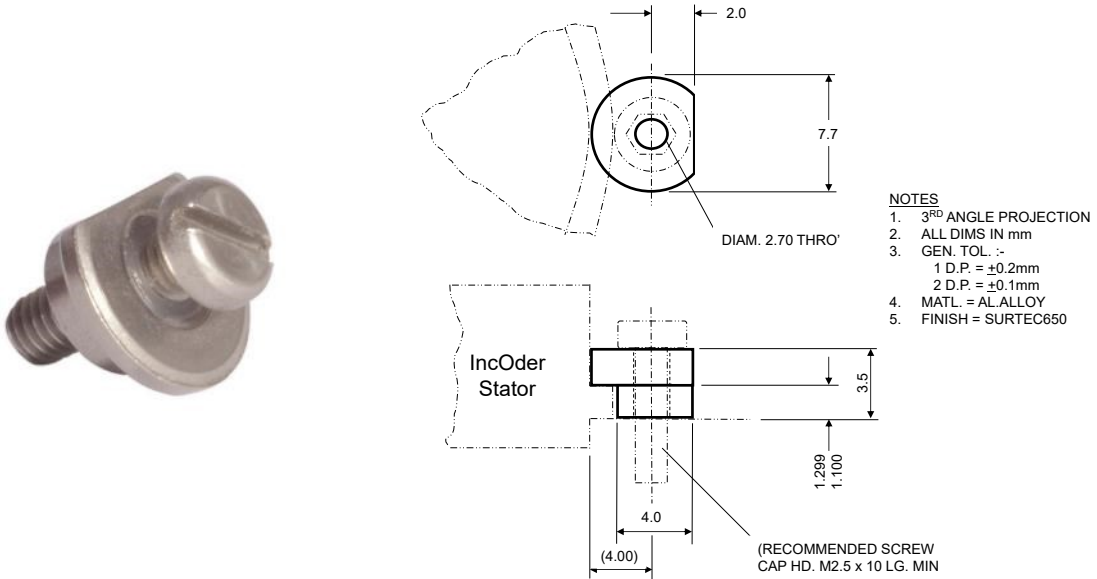 2.0
7.7
DIAM. 2.70 THRO'
NOTES
1. 3RD ANGLE PROJECTION
2. ALL DIMS IN mm
3. GEN. TOL. :-
1 D.P. = ±0.2mm
2 D.P. = ±0.1mm
4. MATL. = AL.ALLOY
5. FINISH = SURTEC650
IncOder
Stator
3.5
1.299
1.100
4.0
(4.00)
(RECOMMENDED SCREW
CAP HD. M2.5 x 10 LG. MIN